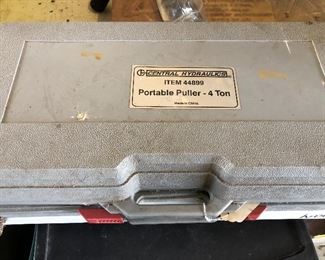 CENTRAL HYDRAULICS
ITEM 44899
Portable Puller - 4 Ton
Made in China